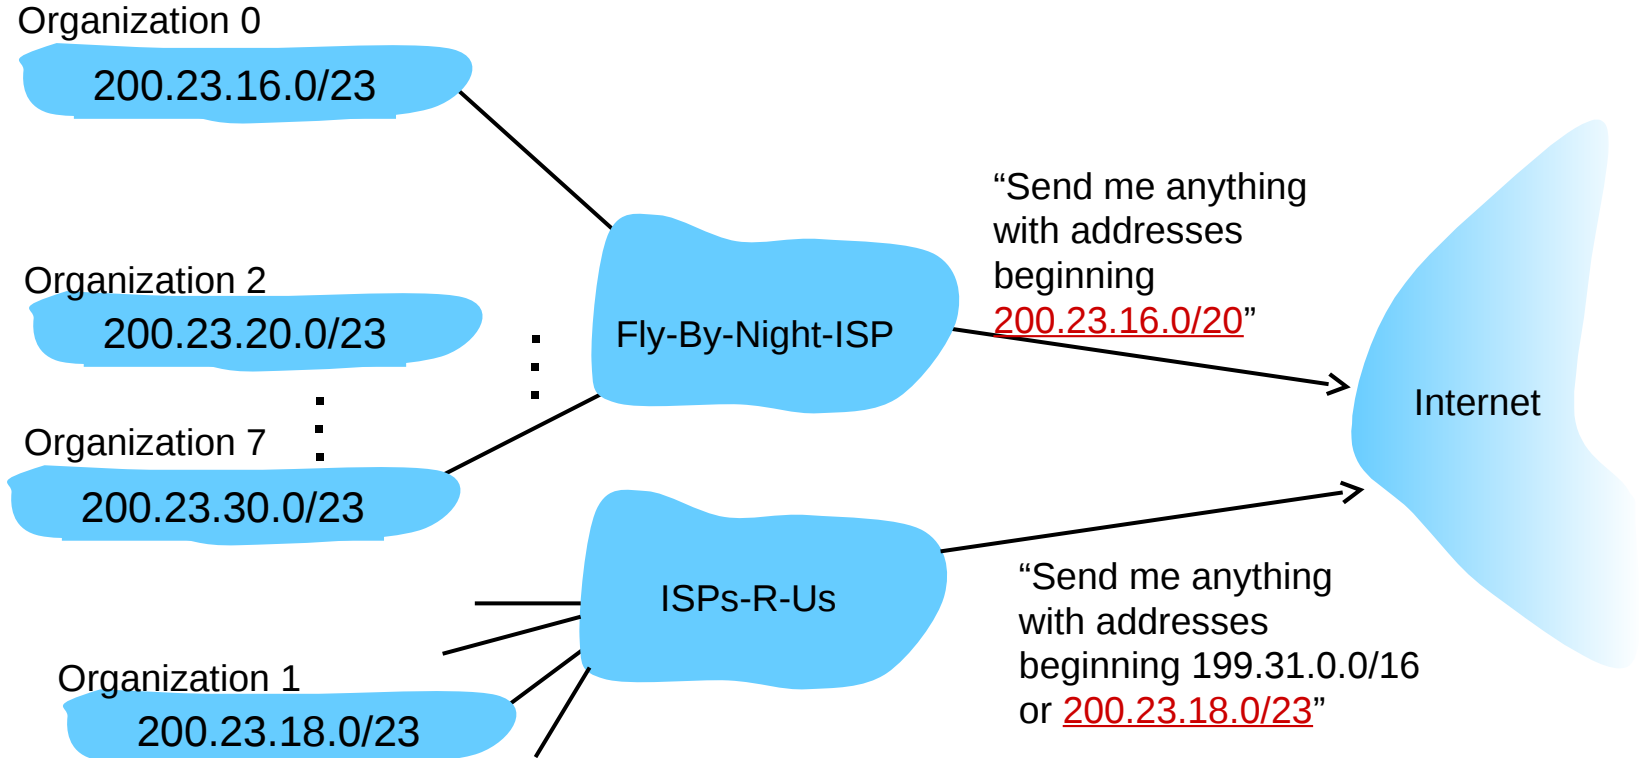 Organization 0
200.23.16.0/23
Organization 2
200.23.20.0/23
Organization 7
200.23.30.0/23
Fly-By-Night-ISP
“Send me anything
with addresses
beginning
200.23.16.0/20”
Internet
ISPs-R-Us
“Send me anything
with addresses
beginning 199.31.0.0/16
or 200.23.18.0/23”
Organization 1
200.23.18.0/23